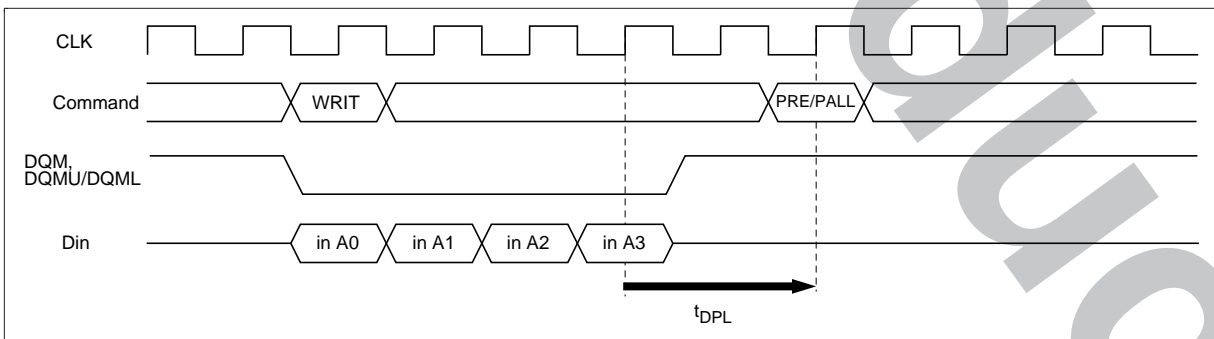 CLK
Command
WRIT
PRE/PALL
DQM,
DQMU/DQML
Din
in A0
in A1
in A2
in A3
tDPL